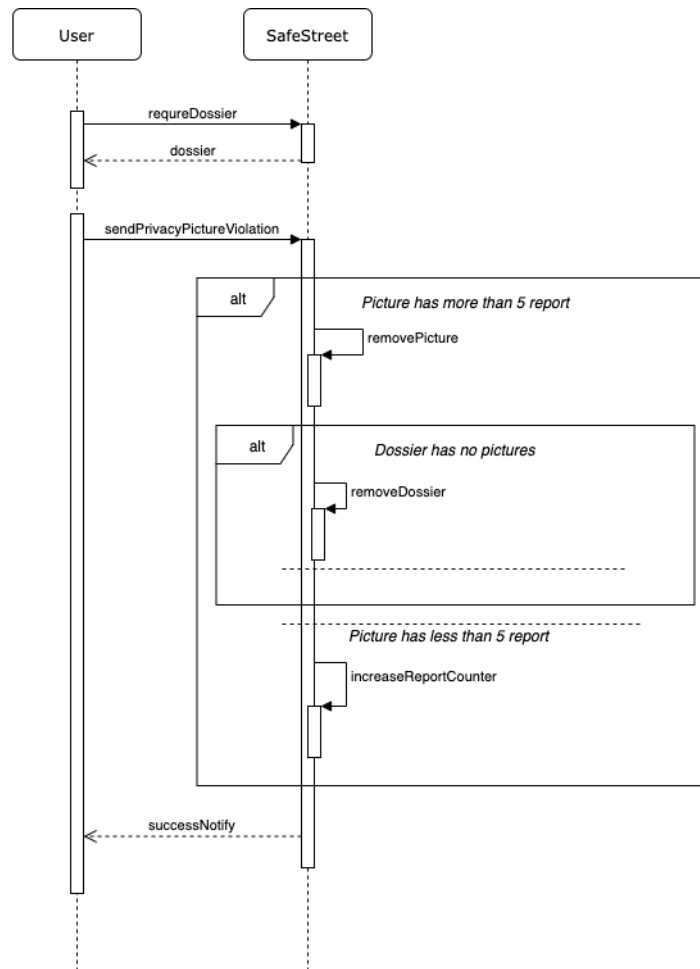 User
SafeStreet
requreDossier
dossier
sendPrivacyPictureViolation
alt
Picture has more than 5 report
removePicture
alt
Dossier has no pictures
removeDossier
Picture has less than 5 report
increaseReportCounter
successNotify